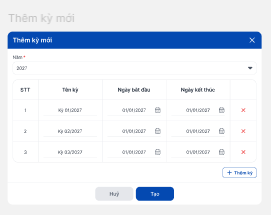 Thêm kỳ mới
Thêm kỳ mới
Năm *
2027
STT Tên kỳ Ngày bắt đầu Ngày kết thúc
1 Kỳ 01/2027 01/01/2027 01/01/2027
2 Kỳ 02/2027 01/01/2027 01/01/2027
3 Kỳ 03/2027 01/01/2027 01/01/2027
+ Thêm kỳ
Huỷ Tạo